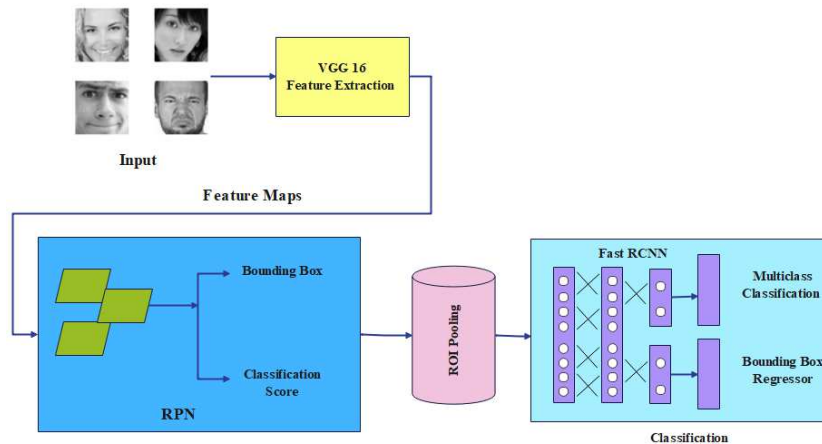 VGG 16
Feature Extraction
Input
Feature Maps
Bounding Box
Classification
Score
RPN
ROI Pooling
Fast RCNN
Multiclass
Classification
Bounding Box
Regressor
Classification